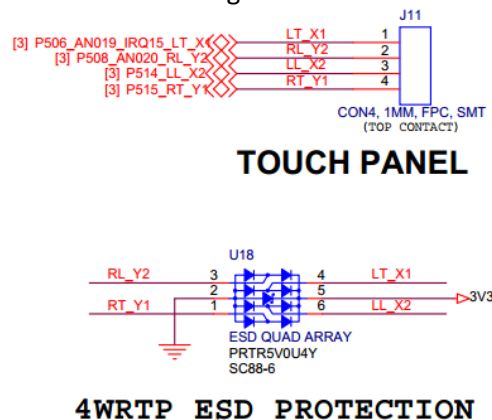 J11
[3] P506_AN019_IRQ15_LT_X1 LT_X1 1
[3] P508_AN020_RL_Y2 RL_Y2 2
[3] P514_LL_X2 LL_X2 3
[3] P515_RT_Y1 RT_Y1 4
CON4, 1MM, FPC, SMT
(TOP CONTACT)
TOUCH PANEL
U18
RL_Y2 3 4 LT_X1
2 5 3V3
RT_Y1 1 6 LL_X2
ESD QUAD ARRAY
PRTR5V0U4Y
SC88-6
4WRTP ESD PROTECTION